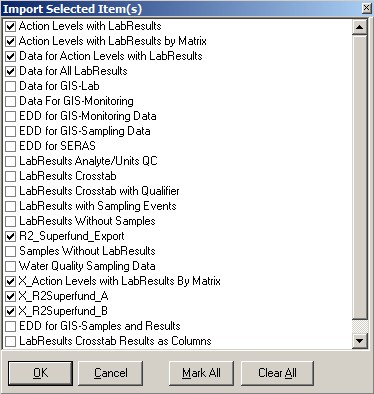 Import Selected Item(s)
Action Levels with LabResults
Action Levels with LabResults by Matrix
Data for Action Levels with LabResults
Data for All LabResults
Data for GIS-Lab
Data For GIS-Monitoring
EDD for GIS-Monitoring Data
EDD for GIS-Sampling Data
EDD for SERAS
LabResults Analyte/Units QC
LabResults Crosstab
LabResults Crosstab with Qualifier
LabResults with Sampling Events
LabResults Without Samples
R2_Superfund_Export
Samples Without LabResults
Water Quality Sampling Data
X_Action Levels with LabResults By Matrix
X_R2Superfund_A
X_R2Superfund_B
EDD for GIS-Samples and Results
LabResults Crosstab Results as Columns
OK Cancel Mark All Clear All